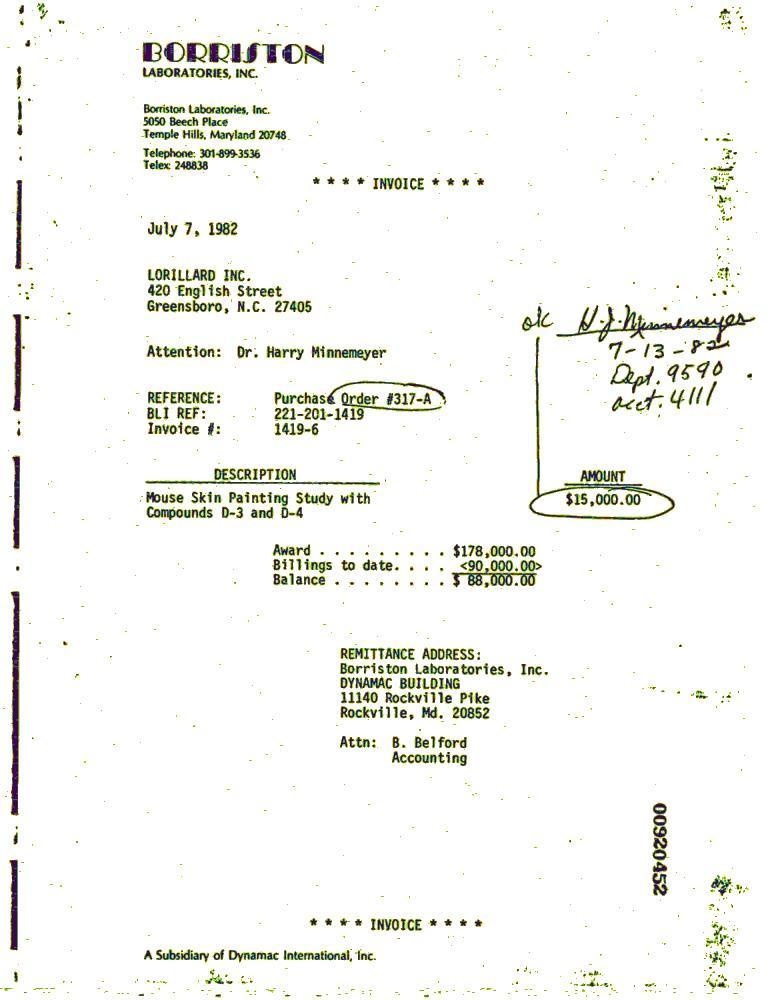 BORRISTON
LABORATORIES, INC.
Borriston Laboratories, Inc.
5050 Beech Place
Temple Hills, Maryland 20748
Telephone: 301-899-3536
Telex: 248838
* * * * INVOICE * * * *
July 7, 1982
LORILLARD INC.
420 English Street
Greensboro, N.C. 27405
ok H.J. Minnemeyer
7-13-82
Dept. 9590
acct. 4111
Attention: Dr. Harry Minnemeyer
REFERENCE: Purchase Order #317-A
BLI REF: 221-201-1419
Invoice #: 1419-6
DESCRIPTION AMOUNT
Mouse Skin Painting Study with $15,000.00
Compounds D-3 and D-4
Award . . . . . . . . . $178,000.00
Billings to date. . . . <90,000.00>
Balance . . . . . . . . $ 88,000.00
REMITTANCE ADDRESS:
Borriston Laboratories, Inc.
DYNAMAC BUILDING
11140 Rockville Pike
Rockville, Md. 20852
Attn: B. Belford
Accounting
00920452
* * * * INVOICE * * * *
A Subsidiary of Dynamac International, Inc.